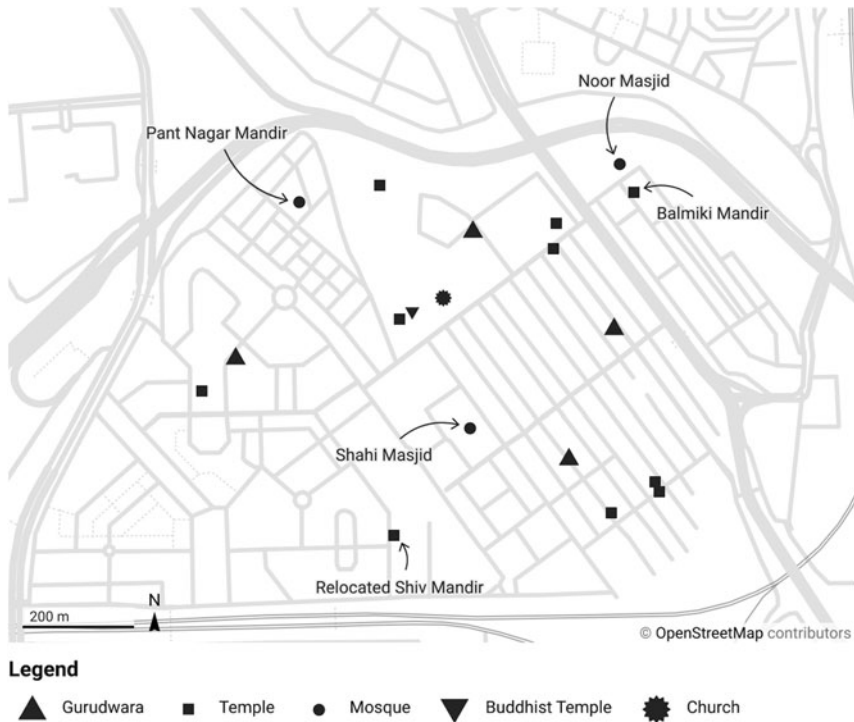 Noor Masjid
Pant Nagar Mandir
Balmiki Mandir
Shahi Masjid
Relocated Shiv Mandir
200 m
N
© OpenStreetMap contributors
Legend
Gurudwara Temple Mosque Buddhist Temple Church